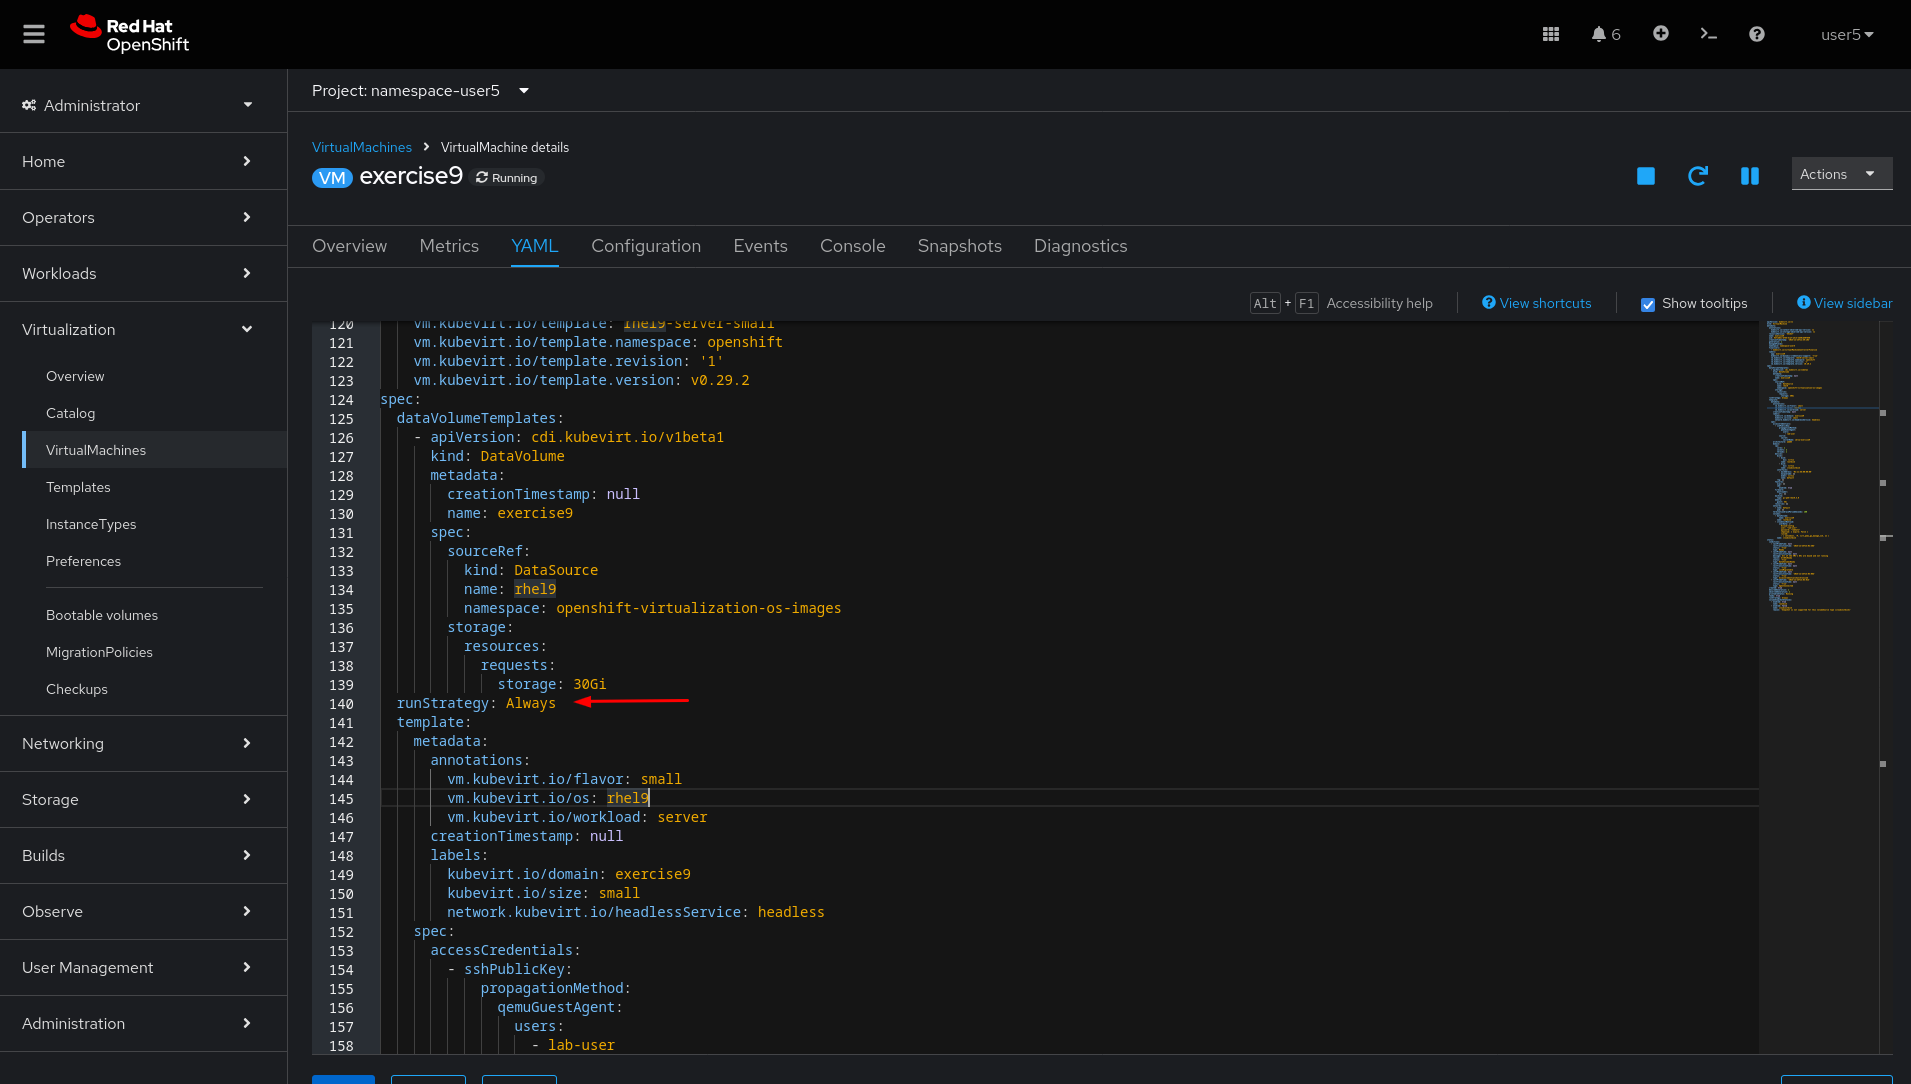 Red Hat
OpenShift
6
user5
Administrator
Home
Operators
Workloads
Virtualization
Overview
Catalog
VirtualMachines
Templates
InstanceTypes
Preferences
Bootable volumes
MigrationPolicies
Checkups
Networking
Storage
Builds
Observe
User Management
Administration
Project: namespace-user5
VirtualMachines > VirtualMachine details
VM exercise9 Running
Actions
Overview Metrics YAML Configuration Events Console Snapshots Diagnostics
Alt + F1 Accessibility help View shortcuts Show tooltips View sidebar
120 vm.kubevirt.io/template: rhel9-server-small
121 vm.kubevirt.io/template.namespace: openshift
122 vm.kubevirt.io/template.revision: '1'
123 vm.kubevirt.io/template.version: v0.29.2
124 spec:
125 dataVolumeTemplates:
126 - apiVersion: cdi.kubevirt.io/v1beta1
127 kind: DataVolume
128 metadata:
129 creationTimestamp: null
130 name: exercise9
131 spec:
132 sourceRef:
133 kind: DataSource
134 name: rhel9
135 namespace: openshift-virtualization-os-images
136 storage:
137 resources:
138 requests:
139 storage: 30Gi
140 runStrategy: Always
141 template:
142 metadata:
143 annotations:
144 vm.kubevirt.io/flavor: small
145 vm.kubevirt.io/os: rhel9
146 vm.kubevirt.io/workload: server
147 creationTimestamp: null
148 labels:
149 kubevirt.io/domain: exercise9
150 kubevirt.io/size: small
151 network.kubevirt.io/headlessService: headless
152 spec:
153 accessCredentials:
154 - sshPublicKey:
155 propagationMethod:
156 qemuGuestAgent:
157 users:
158 - lab-user